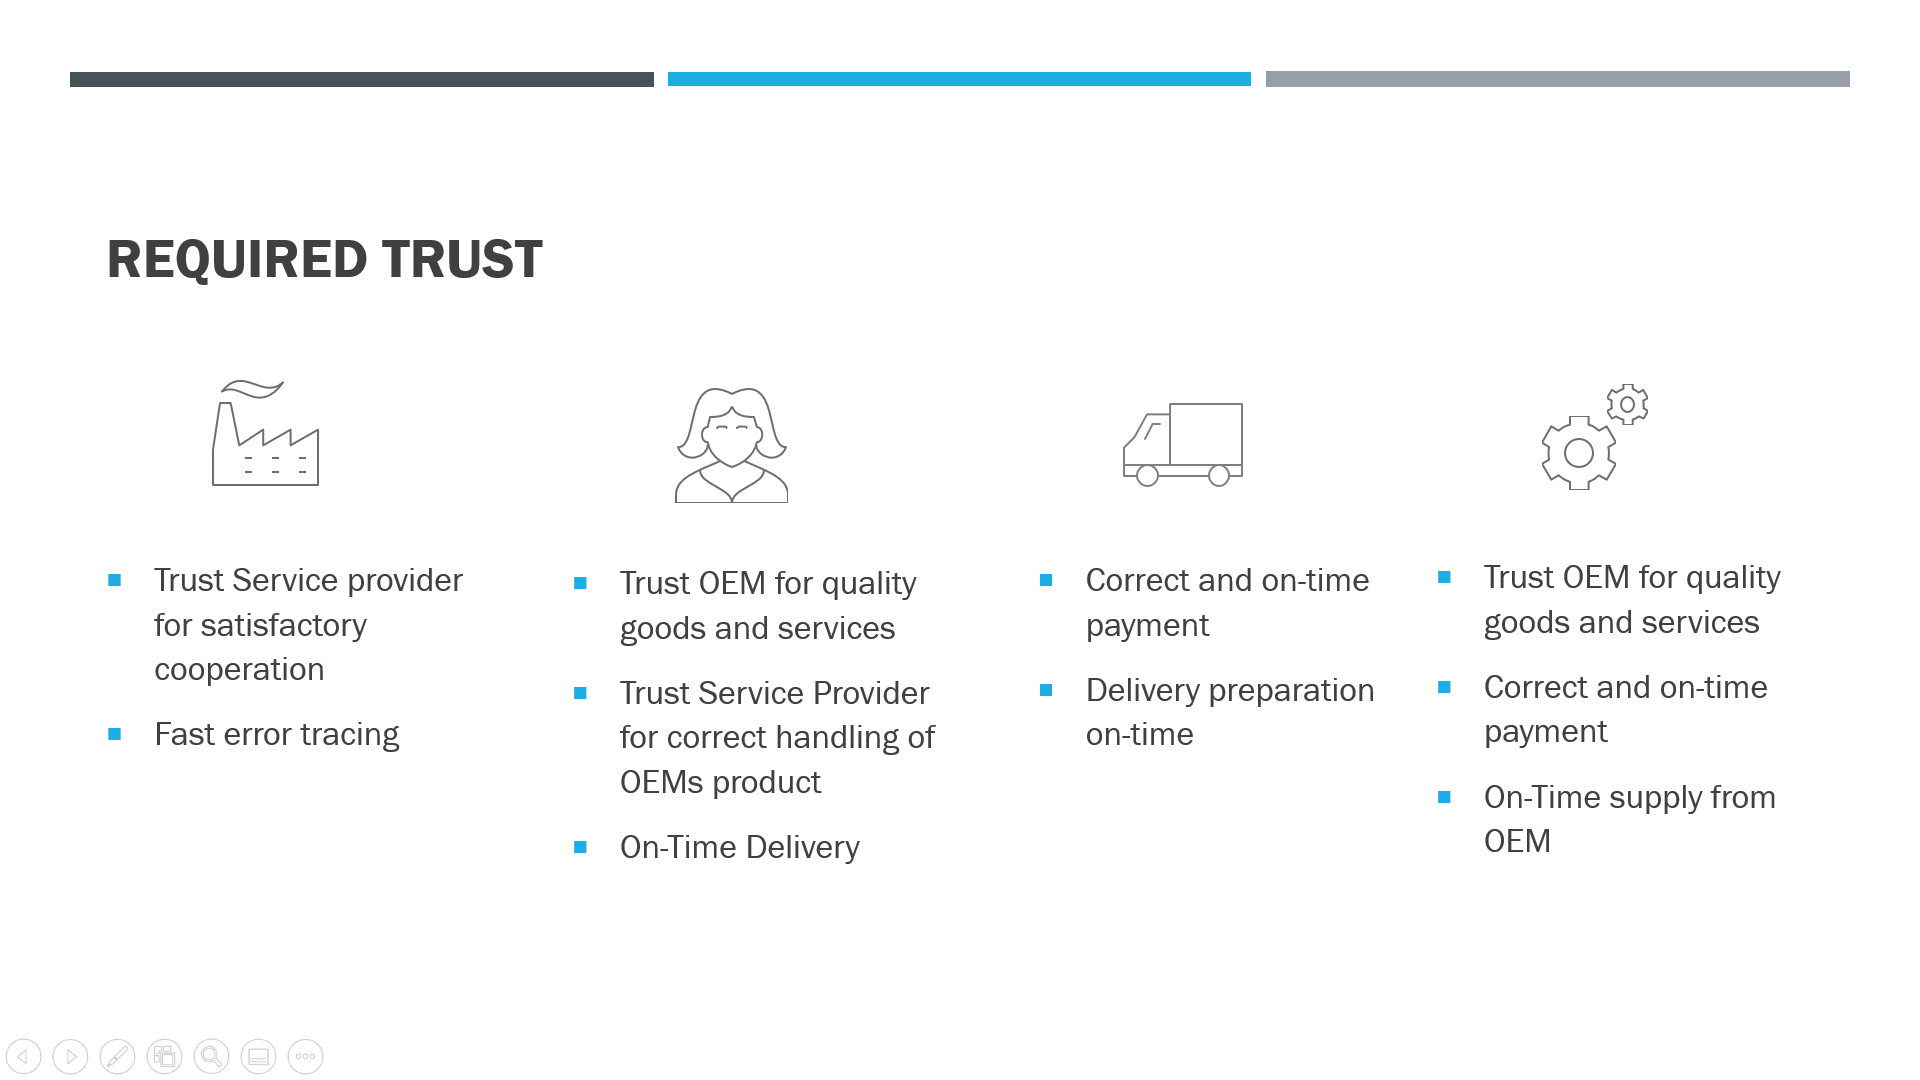 REQUIRED TRUST
Trust Service provider
for satisfactory
cooperation
Fast error tracing
Trust OEM for quality
goods and services
Trust Service Provider
for correct handling of
OEMs product
On-Time Delivery
Correct and on-time
payment
Delivery preparation
on-time
Trust OEM for quality
goods and services
Correct and on-time
payment
On-Time supply from
OEM